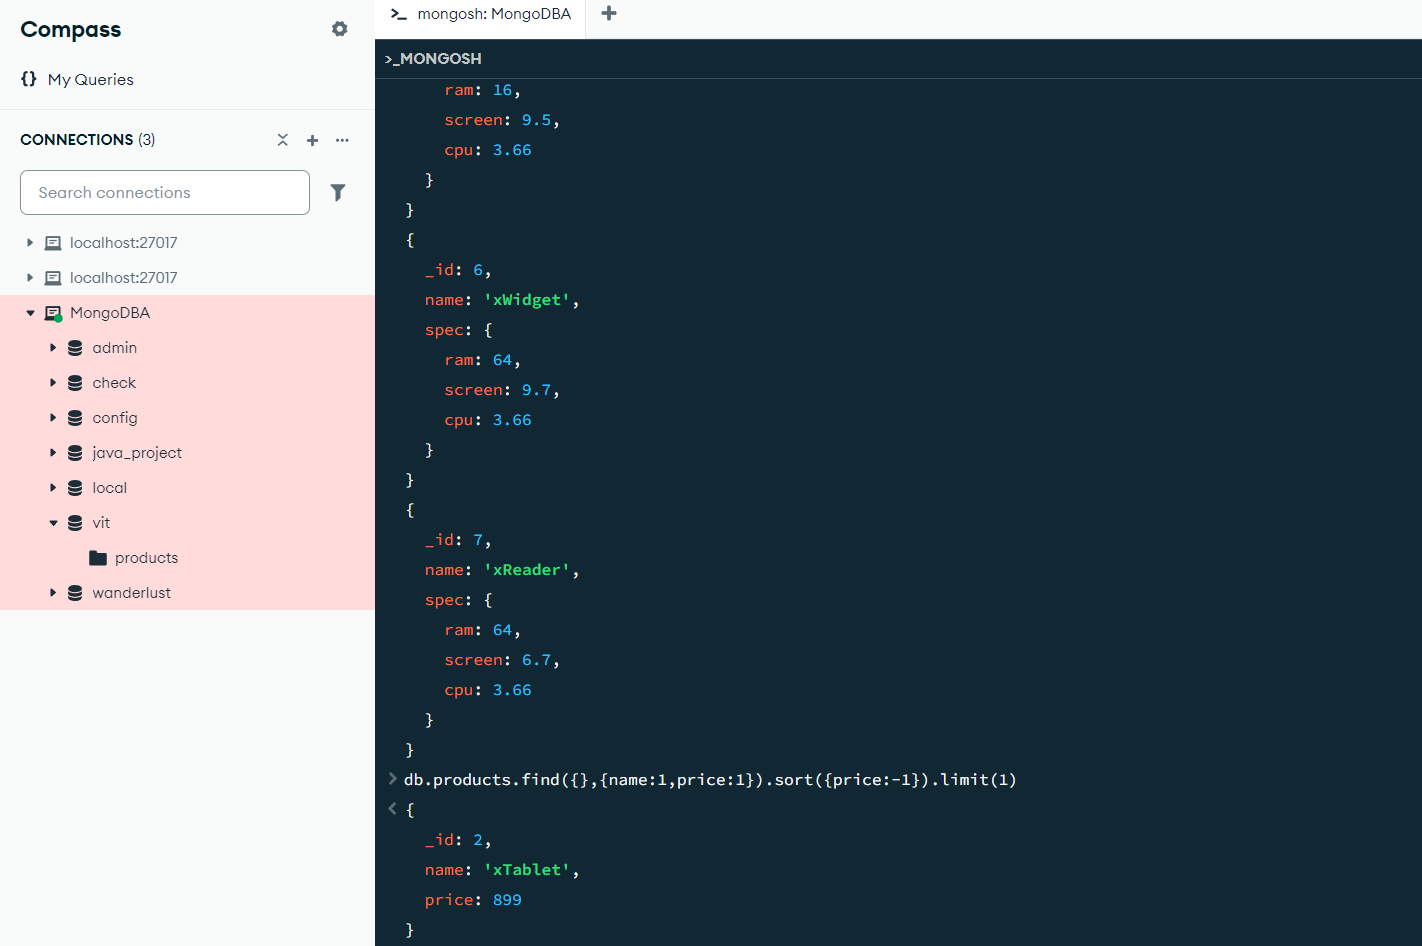 Compass
My Queries
CONNECTIONS (3)
Search connections
localhost:27017
localhost:27017
MongoDBA
admin
check
config
java_project
local
vit
products
wanderlust
mongosh: MongoDBA
>_MONGOSH
ram: 16,
screen: 9.5,
cpu: 3.66
}
}
{
_id: 6,
name: 'xWidget',
spec: {
ram: 64,
screen: 9.7,
cpu: 3.66
}
}
{
_id: 7,
name: 'xReader',
spec: {
ram: 64,
screen: 6.7,
cpu: 3.66
}
}
> db.products.find({},{name:1,price:1}).sort({price:-1}).limit(1)
< {
_id: 2,
name: 'xTablet',
price: 899
}